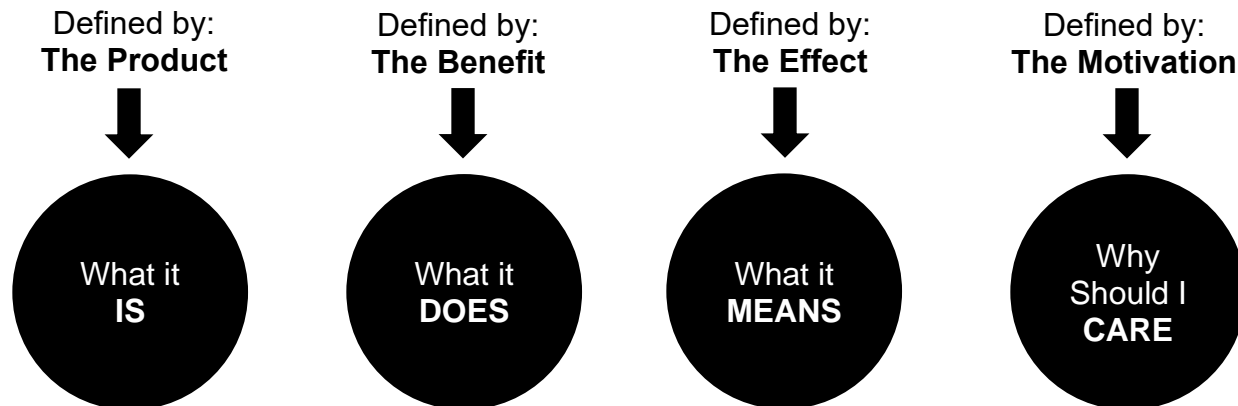 Defined by:
The Product
Defined by:
The Benefit
Defined by:
The Effect
Defined by:
The Motivation
What it
IS
What it
DOES
What it
MEANS
Why
Should I
CARE